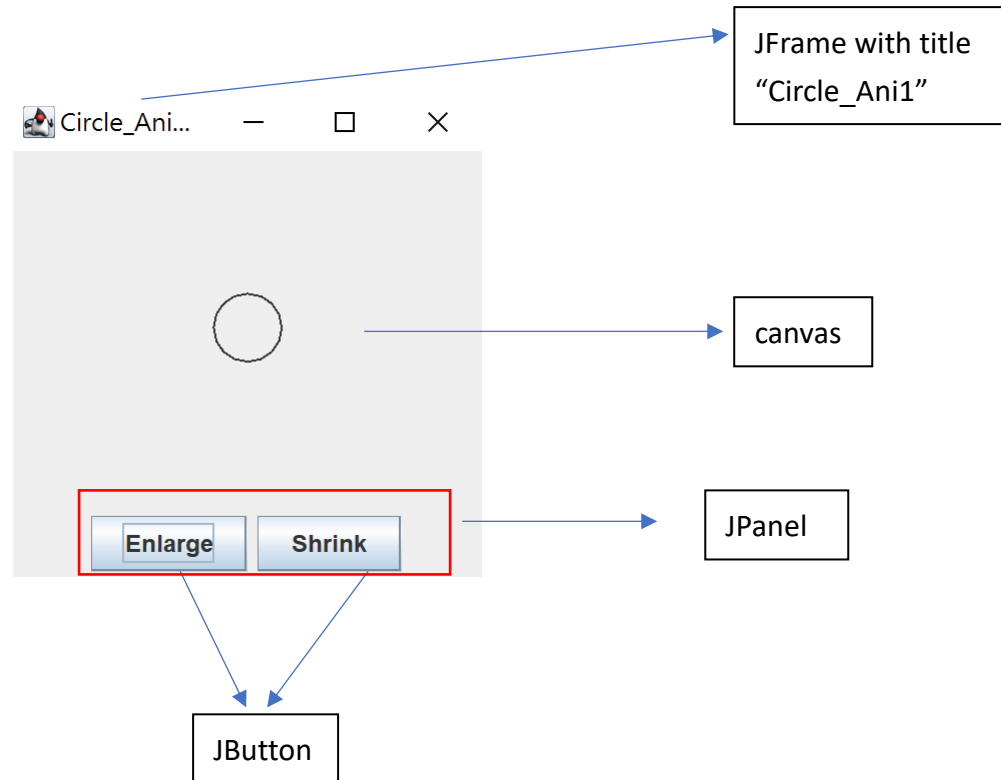 JFrame with title
“Circle_Ani1”
Circle_Ani...
canvas
Enlarge
Shrink
JPanel
JButton